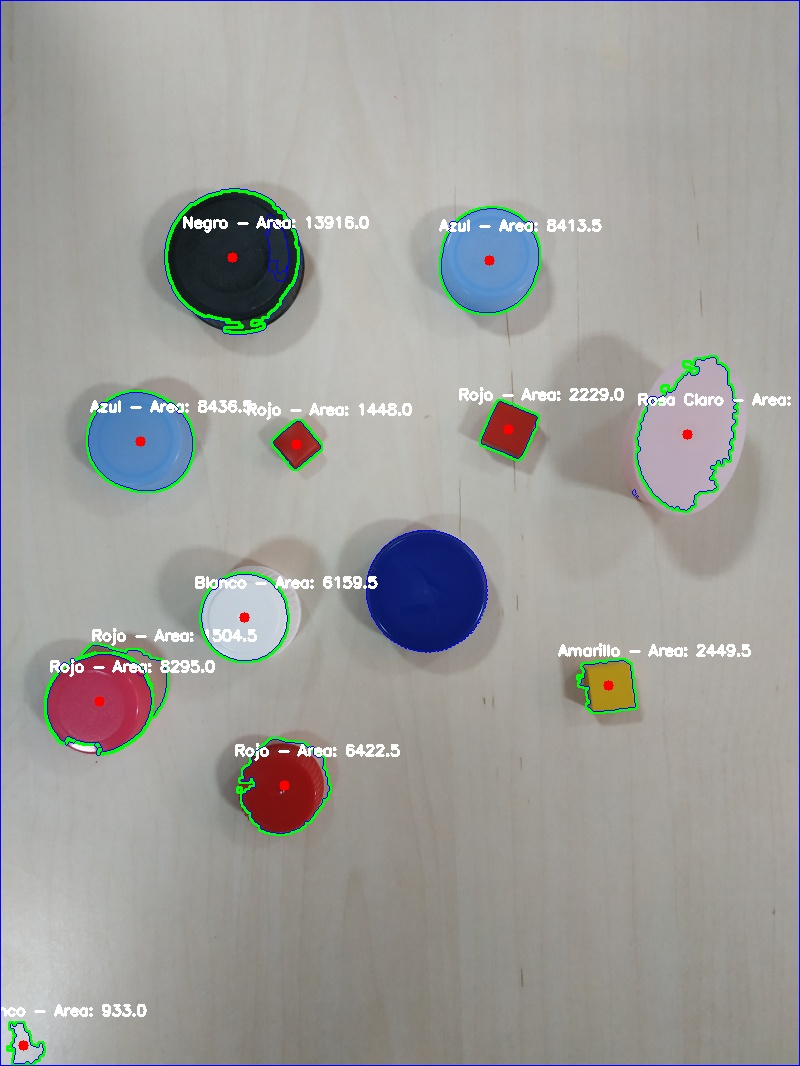 Negro - Area: 13916.0
Azul - Area: 8413.5
Rojo - Area: 2229.0
Rosa Claro - Area:
Azul - Area: 8436.5
Rojo - Area: 1448.0
Blanco - Area: 6159.5
Rojo - Area: 1504.5
Amarillo - Area: 2449.5
Rojo - Area: 8295.0
Rojo - Area: 6422.5
nco - Area: 933.0